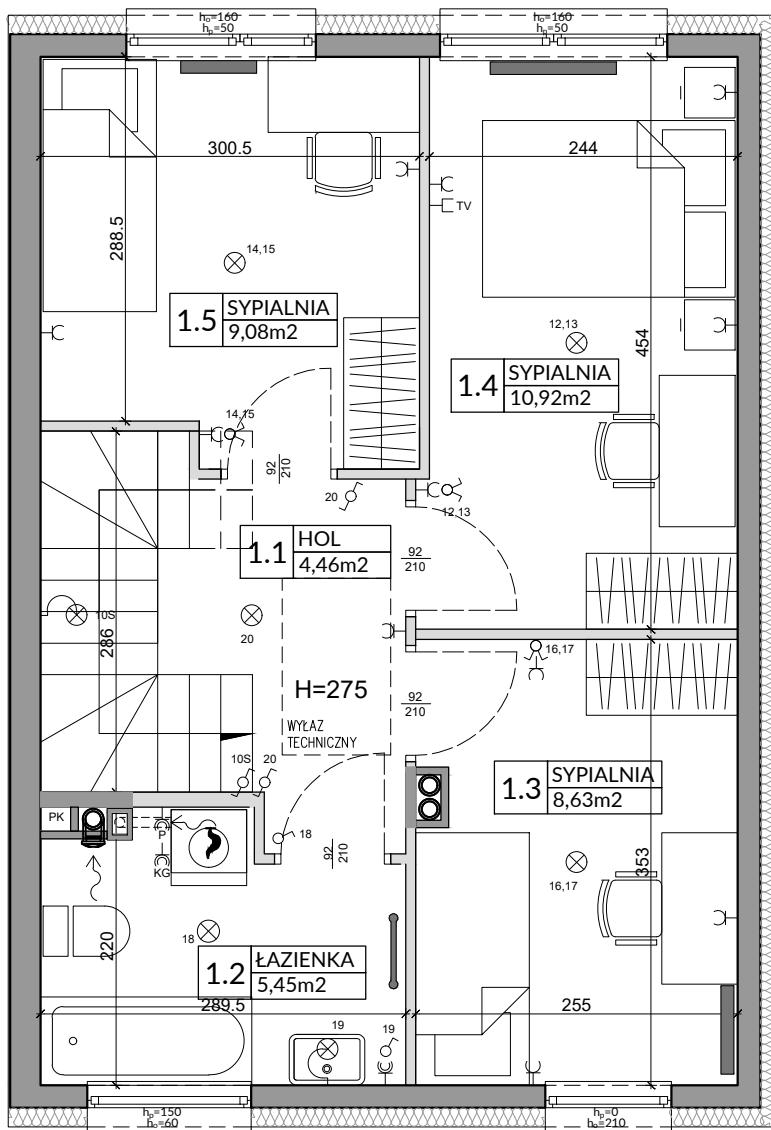 h₀=160
hₚ=50
h₀=160
hₚ=50
300.5
244
TV
288.5
14,15
1.5
SYPIALNIA
9,08m2
12,13
454
1.4
SYPIALNIA
10,92m2
14,15
92
210
20
12,13
1.1
HOL
4,46m2
92
210
10S
20
286
16,17
H=275
92
210
WYŁAZ
TECHNICZNY
10S
20
1.3
SYPIALNIA
8,63m2
PK
P
18
92
210
KG
353
16,17
18
220
1.2
ŁAZIENKA
5,45m2
289.5
255
19
19
hₚ=150
h₀=60
hₚ=0
h₀=210